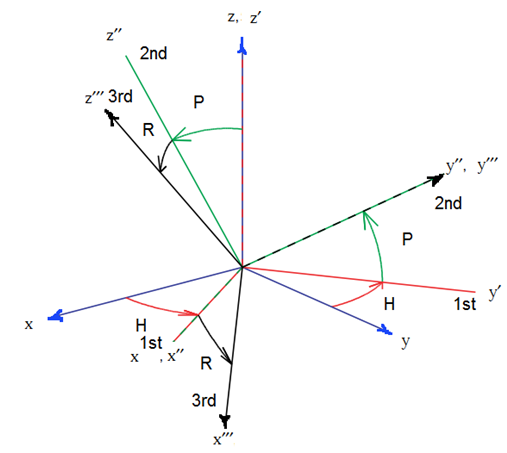 z, z′
z″
2nd
z‴ 3rd
P
R
y″, y‴
2nd
P
y′
H
1st
x
H
1st
x , x″
y
R
3rd
x‴